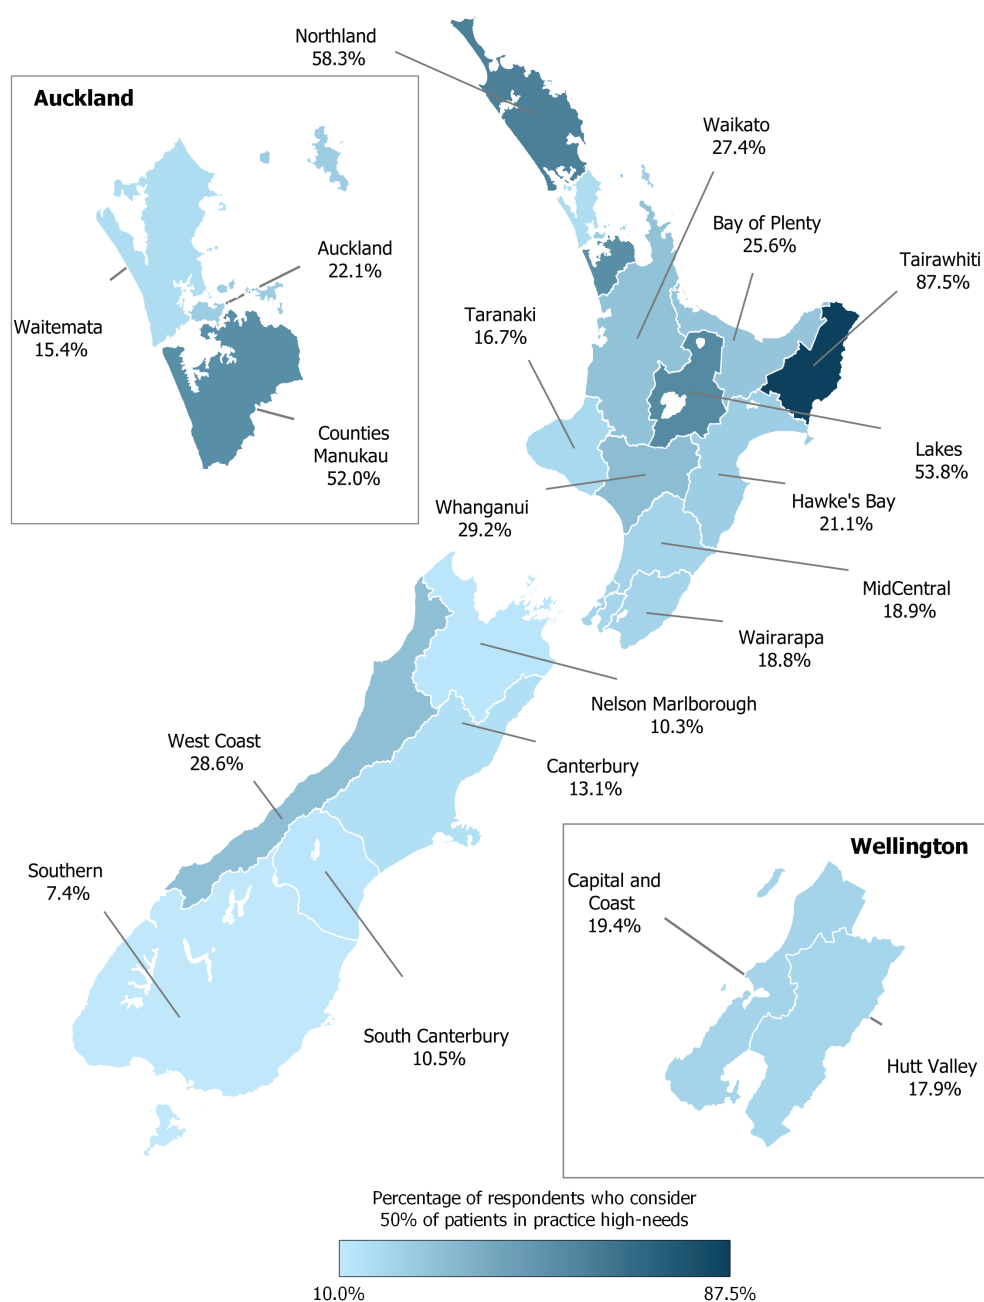 Northland
58.3%
Auckland
Waikato
27.4%
Bay of Plenty
25.6%
Tairawhiti
87.5%
Auckland
22.1%
Taranaki
16.7%
Waitemata
15.4%
Counties
Manukau
52.0%
Lakes
53.8%
Whanganui
29.2%
Hawke's Bay
21.1%
MidCentral
18.9%
Wairarapa
18.8%
Nelson Marlborough
10.3%
West Coast
28.6%
Canterbury
13.1%
Southern
7.4%
Wellington
Capital and
Coast
19.4%
South Canterbury
10.5%
Hutt Valley
17.9%
Percentage of respondents who consider
50% of patients in practice high-needs
10.0%
87.5%